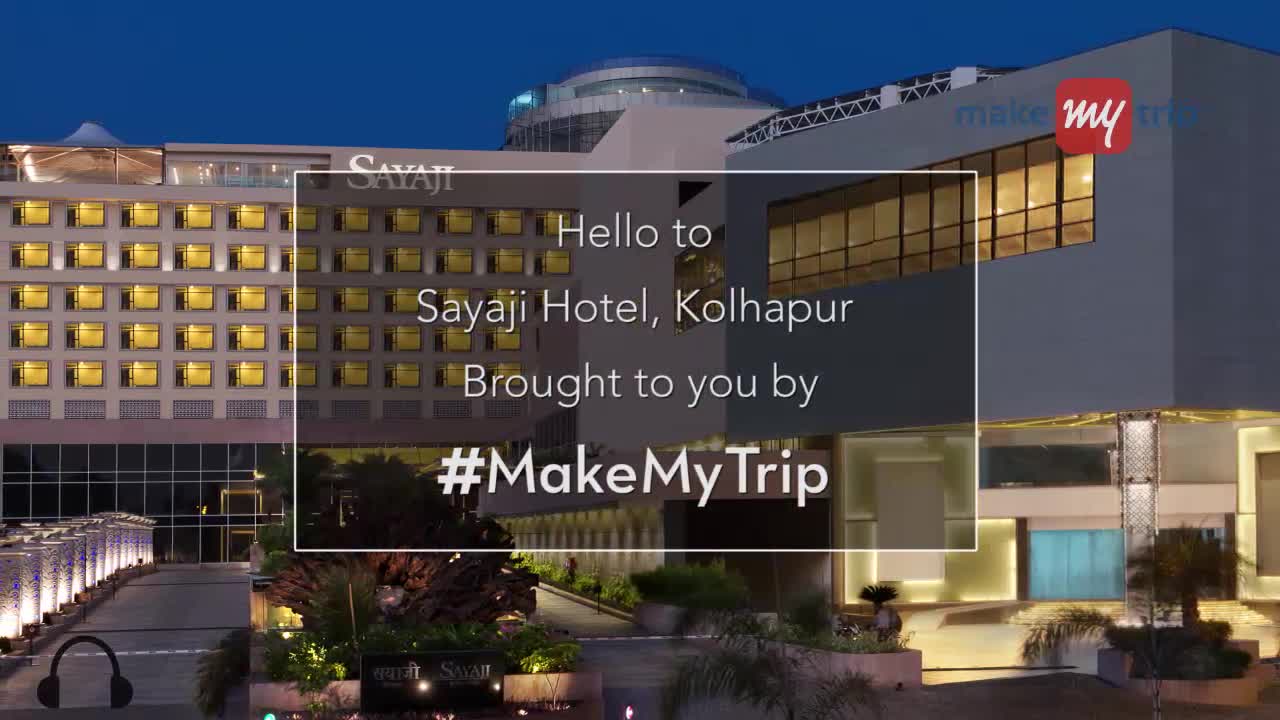 make my trip
SAYAJI
Hello to
Sayaji Hotel, Kolhapur
Brought to you by
#MakeMyTrip
सयाजी SAYAJI